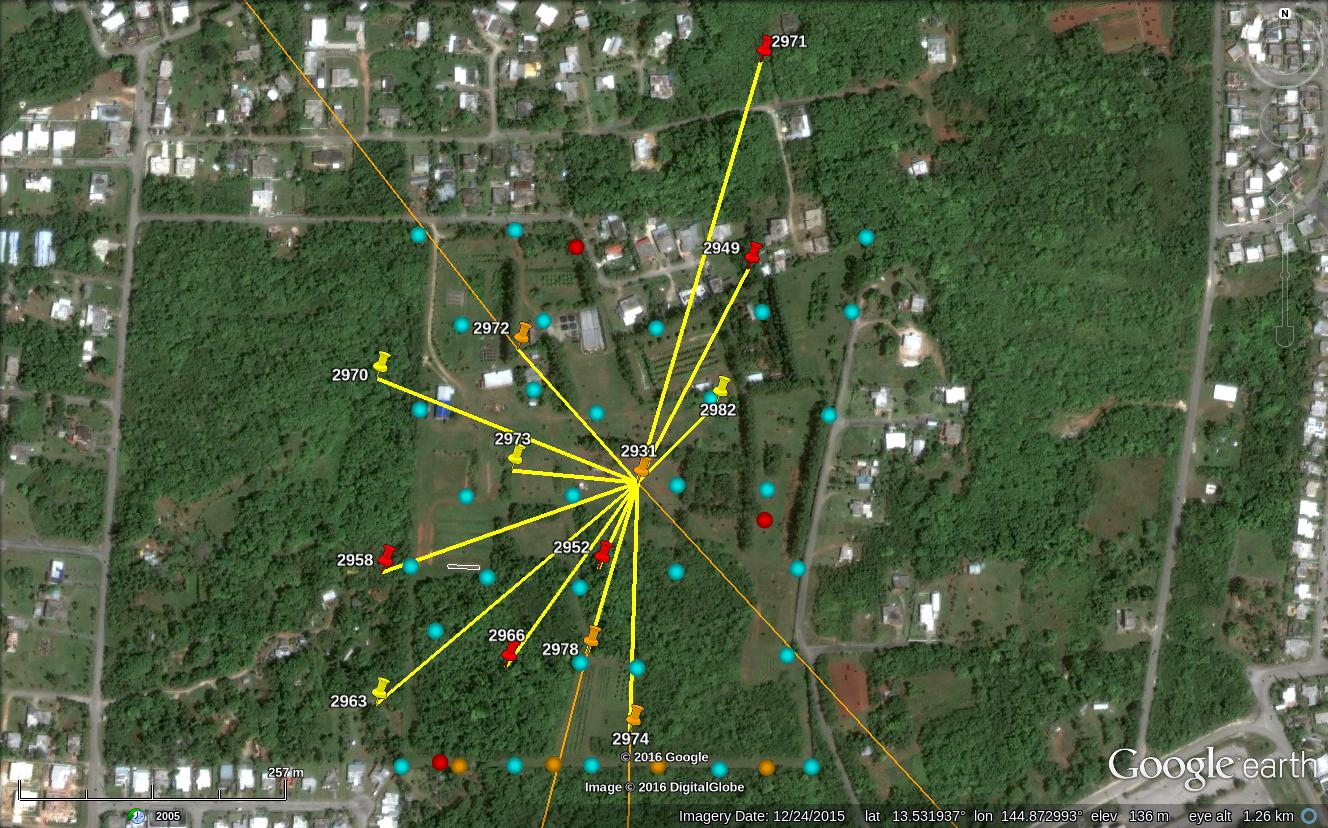 N
2971
2949
2972
2970
2982
2973
2931
2952
2958
2966
2978
2963
2974
© 2016 Google
Google earth
257 m
Image © 2016 DigitalGlobe
2005
Imagery Date: 12/24/2015 lat 13.531937° lon 144.872993° elev 136 m eye alt 1.26 km